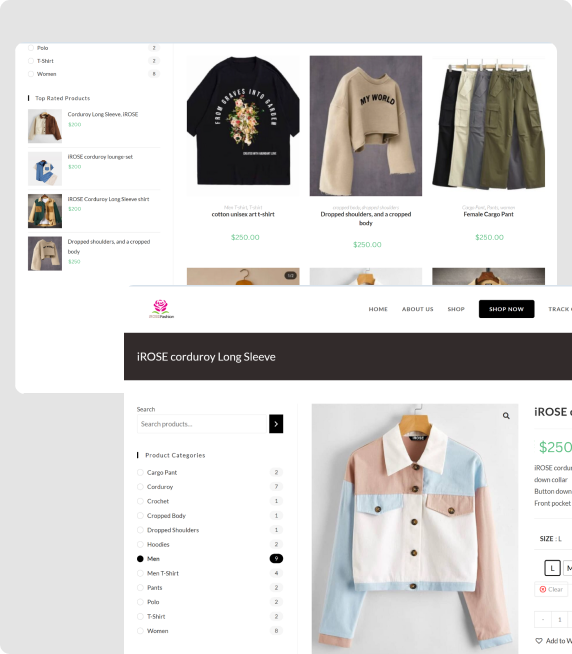 Polo 2
T-Shirt 2
Women 8
Top Rated Products
Corduroy Long Sleeve, iROSE
$200
iROSE corduroy lounge-set
$200
iROSE Corduroy Long Sleeve shirt
$200
Dropped shoulders, and a cropped
body
$250
FROM GRAVES INTO GARDEN
Men T-Shirt, T-Shirt
cotton unisex art t-shirt
$250.00
MY WORLD
cropped body, dropped shoulders
Dropped shoulders, and a cropped
body
$250.00
Cargo Pant, Pants, women
Female Cargo Pant
$250.00
iROSEFashion
HOME
ABOUT US
SHOP
SHOP NOW
TRACK
iROSE corduroy Long Sleeve
Search
Search products...
Product Categories
Cargo Pant 2
Corduroy 7
Crochet 1
Cropped Body 1
Dropped Shoulders 1
Hoodies 2
Men 9
Men T-Shirt 4
Pants 2
Polo 2
T-Shirt 2
Women 8
iROSE
$250
iROSE cordu
down collar
Button down
Front pocket
SIZE : L
L
M
Clear
- 1
Add to W